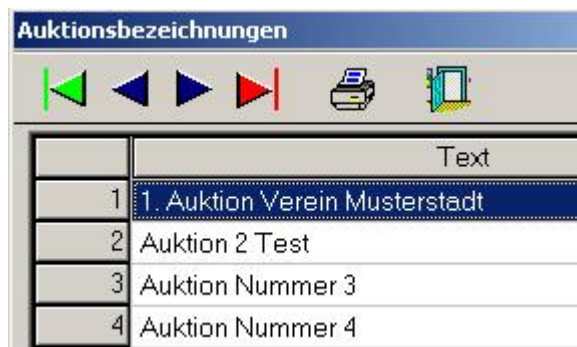 Auktionsbezeichnungen
Text
1 1. Auktion Verein Musterstadt
2 Auktion 2 Test
3 Auktion Nummer 3
4 Auktion Nummer 4